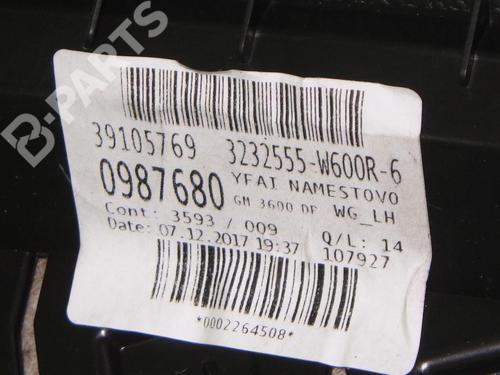 B-PARTS
39105769 3232555-W600R-6
0987680 YFAI NAMESTOVO
GM 3600 DP WG_LH
Cont: 3593 / 009 Q/L: 14
Date: 07.12.2017 19:37 107927
*0002264508*